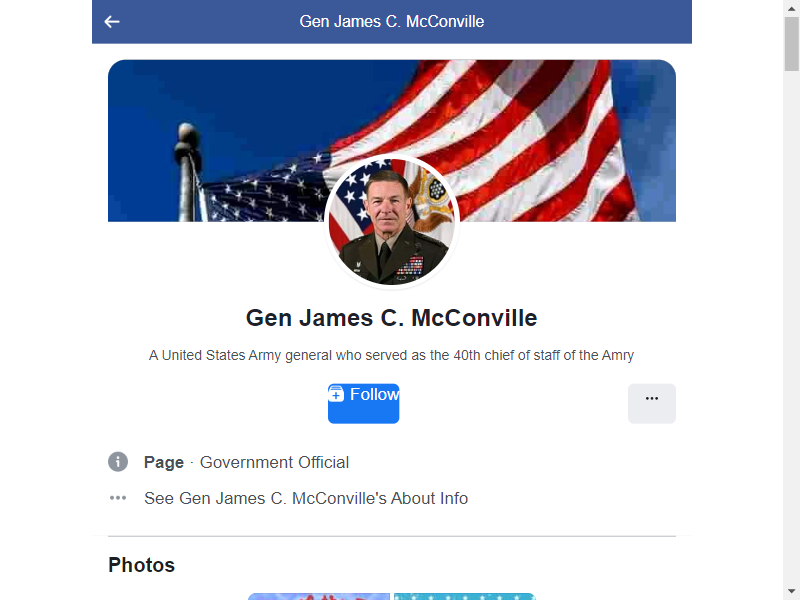 Gen James C. McConville
Gen James C. McConville
A United States Army general who served as the 40th chief of staff of the Amry
Follow
Page · Government Official
See Gen James C. McConville's About Info
Photos